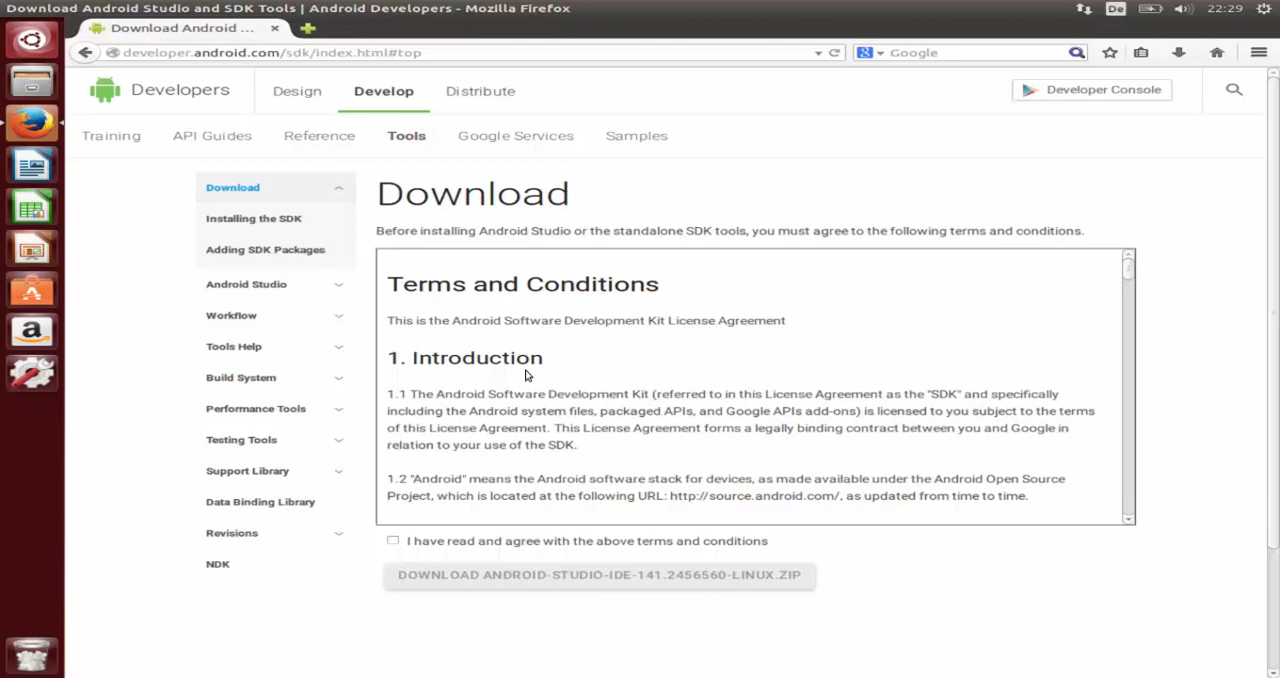 Download Android Studio and SDK Tools | Android Developers - Mozilla Firefox
De
22:29
Download Android ...
developer.android.com/sdk/index.html#top
Google
Developers
Design
Develop
Distribute
Developer Console
Training
API Guides
Reference
Tools
Google Services
Samples
Download
Installing the SDK
Adding SDK Packages
Android Studio
Workflow
Tools Help
Build System
Performance Tools
Testing Tools
Support Library
Data Binding Library
Revisions
NDK
Download
Before installing Android Studio or the standalone SDK tools, you must agree to the following terms and conditions.
Terms and Conditions
This is the Android Software Development Kit License Agreement
1. Introduction
1.1 The Android Software Development Kit (referred to in this License Agreement as the "SDK" and specifically
including the Android system files, packaged APIs, and Google APIs add-ons) is licensed to you subject to the terms
of this License Agreement. This License Agreement forms a legally binding contract between you and Google in
relation to your use of the SDK.
1.2 "Android" means the Android software stack for devices, as made available under the Android Open Source
Project, which is located at the following URL: http://source.android.com/, as updated from time to time.
I have read and agree with the above terms and conditions
DOWNLOAD ANDROID-STUDIO-IDE-141.2456560-LINUX.ZIP